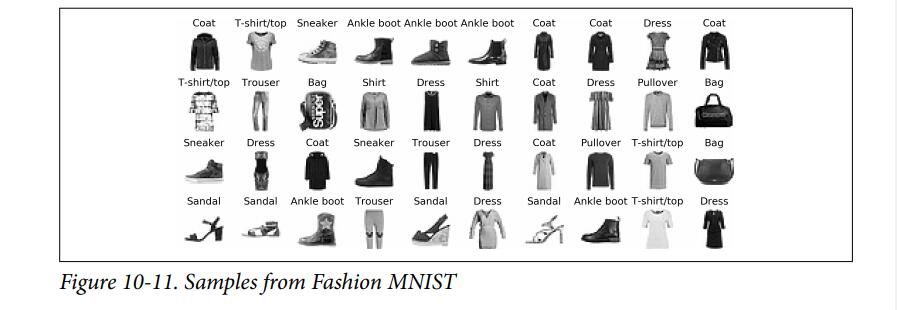 Coat T-shirt/top Sneaker Ankle boot Ankle boot Ankle boot Coat Coat Dress Coat
T-shirt/top Trouser Bag Shirt Dress Shirt Coat Dress Pullover Bag
Super
Sneaker Dress Coat Sneaker Trouser Dress Coat Pullover T-shirt/top Bag
Sandal Sandal Ankle boot Trouser Sandal Dress Sandal Ankle boot T-shirt/top Dress
Figure 10-11. Samples from Fashion MNIST